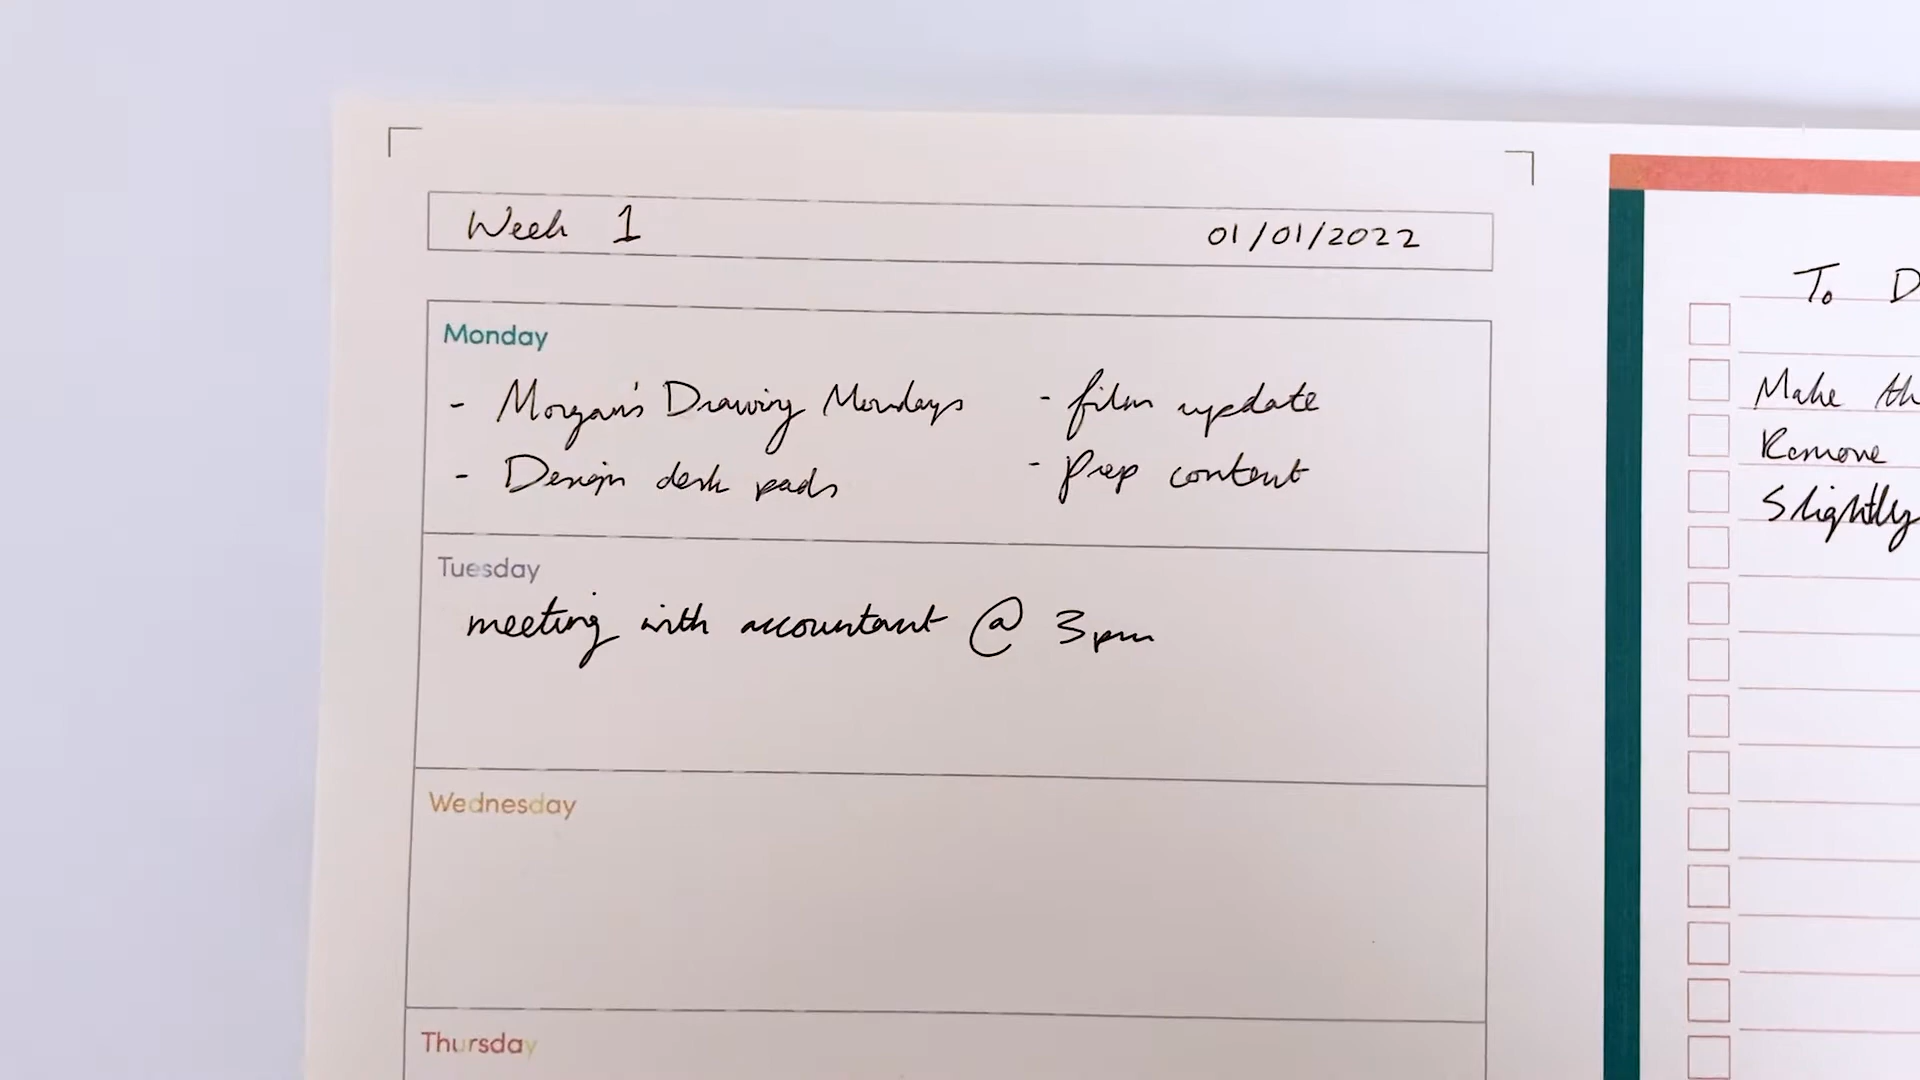 Week 1 01/01/2022
Monday
- Morgan's Drawing Mondays
- Design desk pads
- film update
- Prep content
Tuesday
meeting with accountant @ 3pm
Wednesday
Thursday
To D
Make th
Remove
Slightly